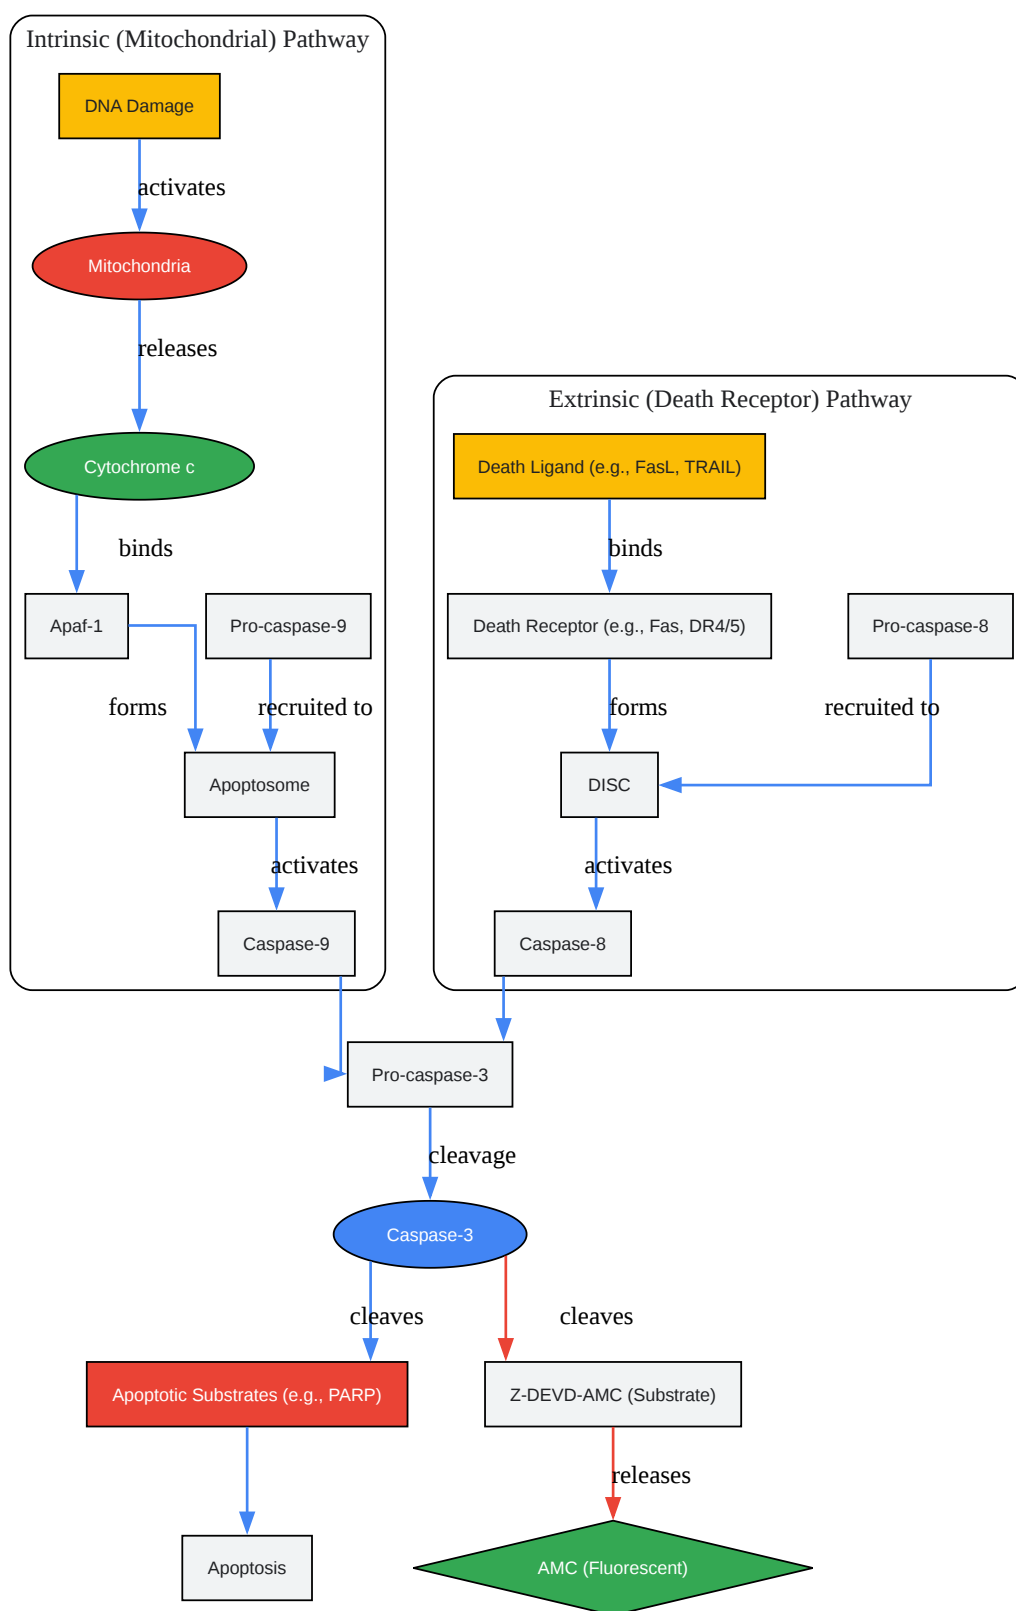 Intrinsic (Mitochondrial) Pathway
DNA Damage
activates
Mitochondria
releases
Cytochrome c
binds
Apaf-1
Pro-caspase-9
forms
recruited to
Apoptosome
activates
Caspase-9
Extrinsic (Death Receptor) Pathway
Death Ligand (e.g., FasL, TRAIL)
binds
Death Receptor (e.g., Fas, DR4/5)
Pro-caspase-8
forms
recruited to
DISC
activates
Caspase-8
Pro-caspase-3
cleavage
Caspase-3
cleaves
cleaves
Apoptotic Substrates (e.g., PARP)
Z-DEVD-AMC (Substrate)
releases
Apoptosis
AMC (Fluorescent)